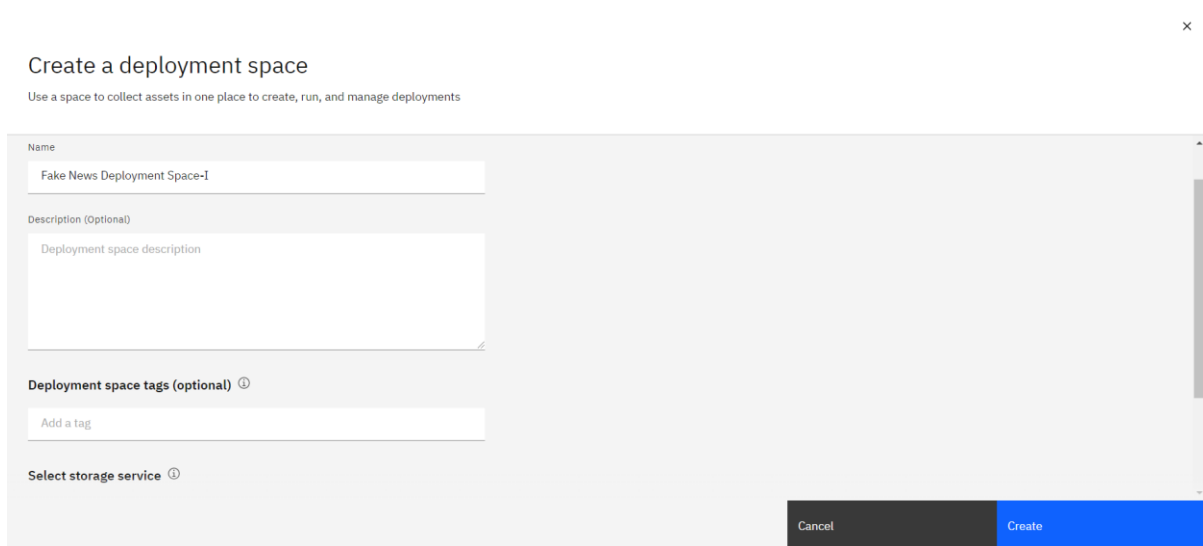 Create a deployment space
Use a space to collect assets in one place to create, run, and manage deployments
Name
Fake News Deployment Space-I
Description (Optional)
Deployment space description
Deployment space tags (optional)
Add a tag
Select storage service
Cancel
Create